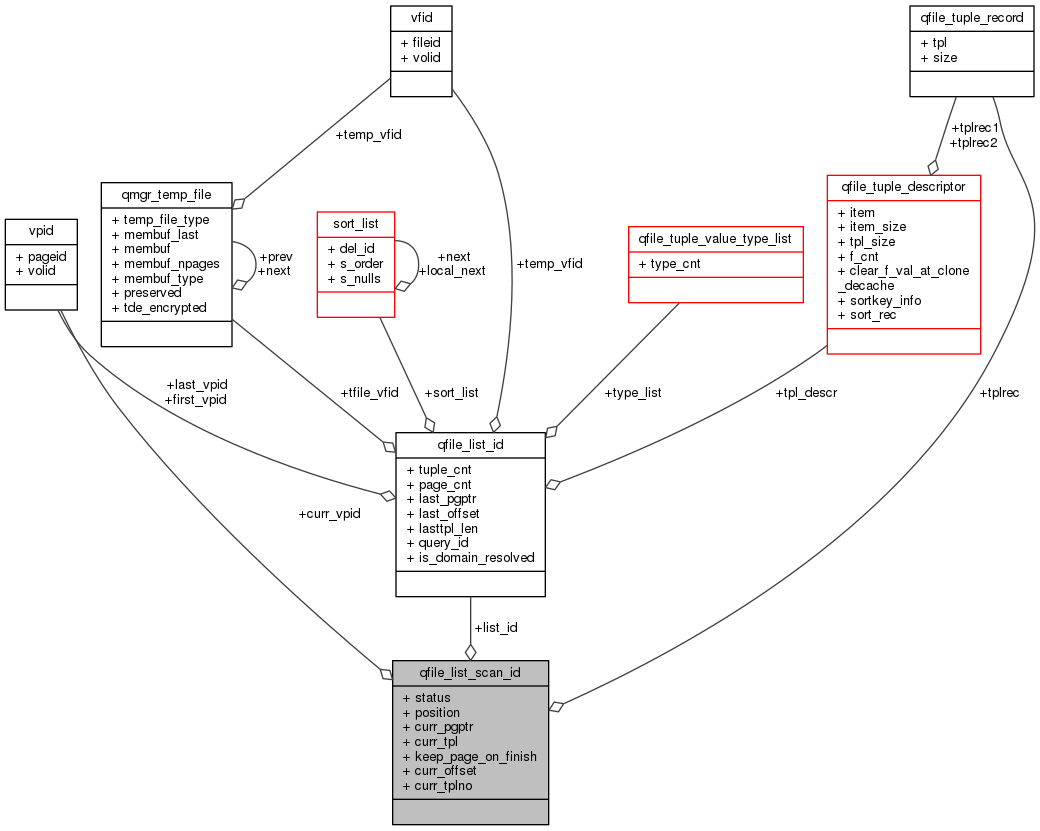 vfid
+ fileid
+ volid
qfile_tuple_record
+ tpl
+ size
+temp_vfid
+tplrec1
+tplrec2
qmgr_temp_file
+ temp_file_type
+ membuf_last
+ membuf
+ membuf_npages
+ membuf_type
+ preserved
+ tde_encrypted
+prev
+next
vpid
+ pageid
+ volid
sort_list
+ del_id
+ s_order
+ s_nulls
+next
+local_next
+temp_vfid
qfile_tuple_value_type_list
+ type_cnt
qfile_tuple_descriptor
+ item
+ item_size
+ tpl_size
+ f_cnt
+ clear_f_val_at_clone
_decache
+ sortkey_info
+ sort_rec
+last_vpid
+first_vpid
+tfile_vfid
+sort_list
+type_list
+tpl_descr
+tplrec
qfile_list_id
+ tuple_cnt
+ page_cnt
+ last_pgptr
+ last_offset
+ lasttpl_len
+ query_id
+ is_domain_resolved
+curr_vpid
+list_id
qfile_list_scan_id
+ status
+ position
+ curr_pgptr
+ curr_tpl
+ keep_page_on_finish
+ curr_offset
+ curr_tplno